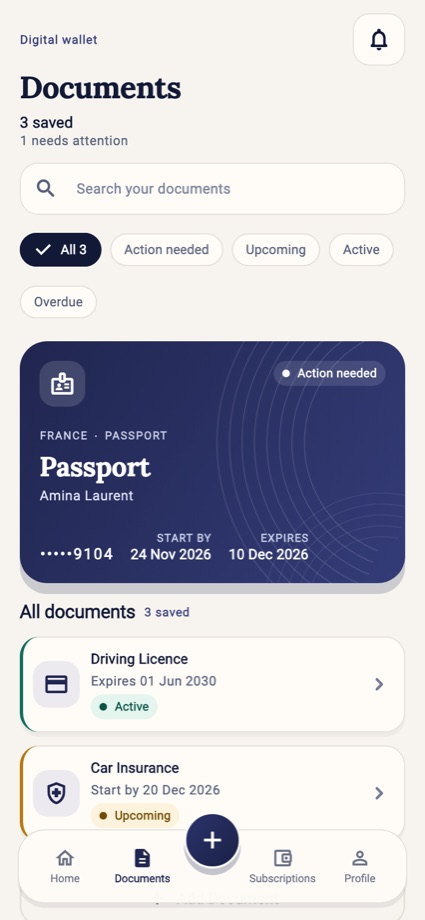 Digital wallet
Documents
3 saved
1 needs attention
Search your documents
All 3
Action needed
Upcoming
Active
Overdue
Action needed
FRANCE · PASSPORT
Passport
Amina Laurent
START BY EXPIRES
•••••9104 24 Nov 2026 10 Dec 2026
All documents 3 saved
Driving Licence
Expires 01 Jun 2030
Active
Car Insurance
Start by 20 Dec 2026
Upcoming
Home Documents Subscriptions Profile